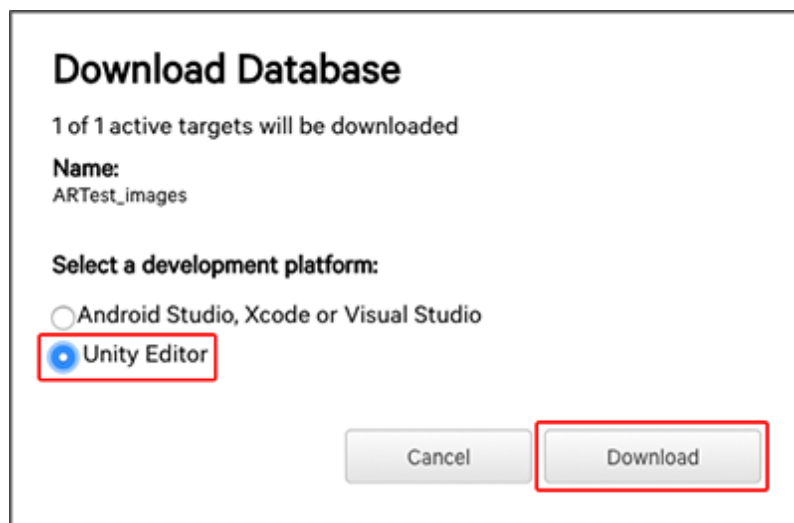 Download Database
1 of 1 active targets will be downloaded
Name:
ARTest_images
Select a development platform:
Android Studio, Xcode or Visual Studio
Unity Editor
Cancel Download